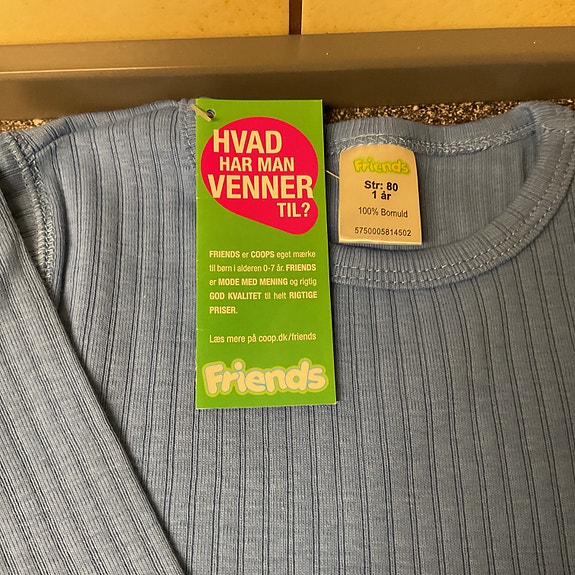 HVAD
HAR MAN
VENNER
TIL?
FRIENDS er COOPS eget mærke
til børn i alderen 0-7 år. FRIENDS
er MODE MED MENING og rigtig
GOD KVALITET til helt RIGTIGE
PRISER.
Læs mere på coop.dk/friends
Friends
Friends
Str: 80
1 år
100% Bomuld
5750005814502